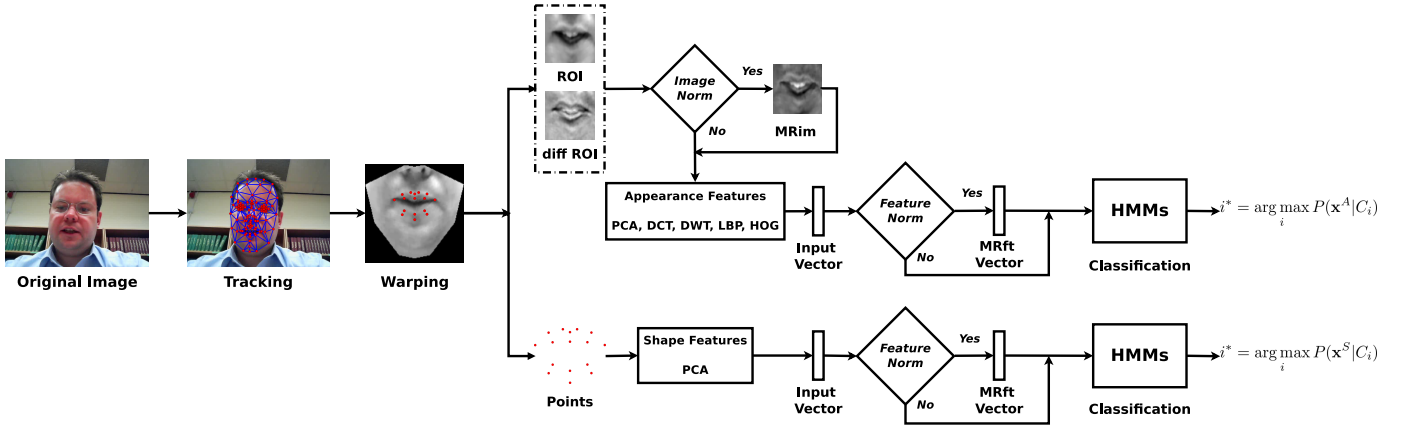 Original Image
Tracking
Warping
ROI
diff ROI
Image
Norm
Yes
No
MRim
Appearance Features
PCA, DCT, DWT, LBP, HOG
Input
Vector
Feature
Norm
Yes
No
MRft
Vector
HMMs
Classification
i* = arg max P(x^A|C_i)
i
Points
Shape Features
PCA
Input
Vector
Feature
Norm
Yes
No
MRft
Vector
HMMs
Classification
i* = arg max P(x^S|C_i)
i